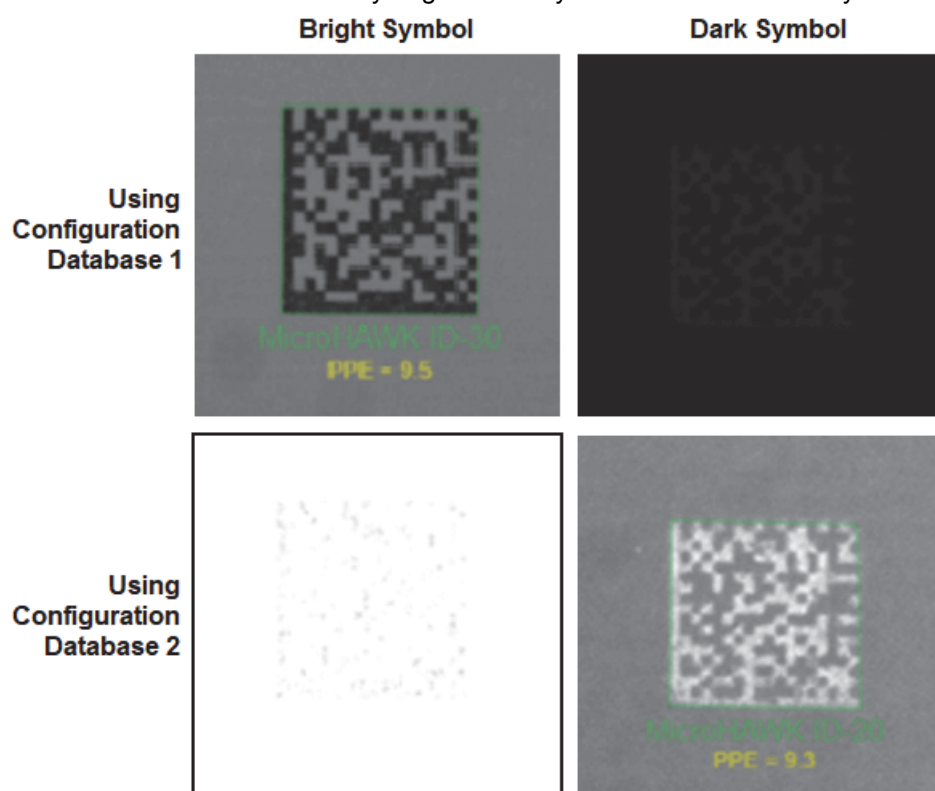 Bright Symbol
Dark Symbol
Using
Configuration
Database 1
MicroHAWK ID-30
PPE = 9.5
Using
Configuration
Database 2
MicroHAWK ID-20
PPE = 9.3